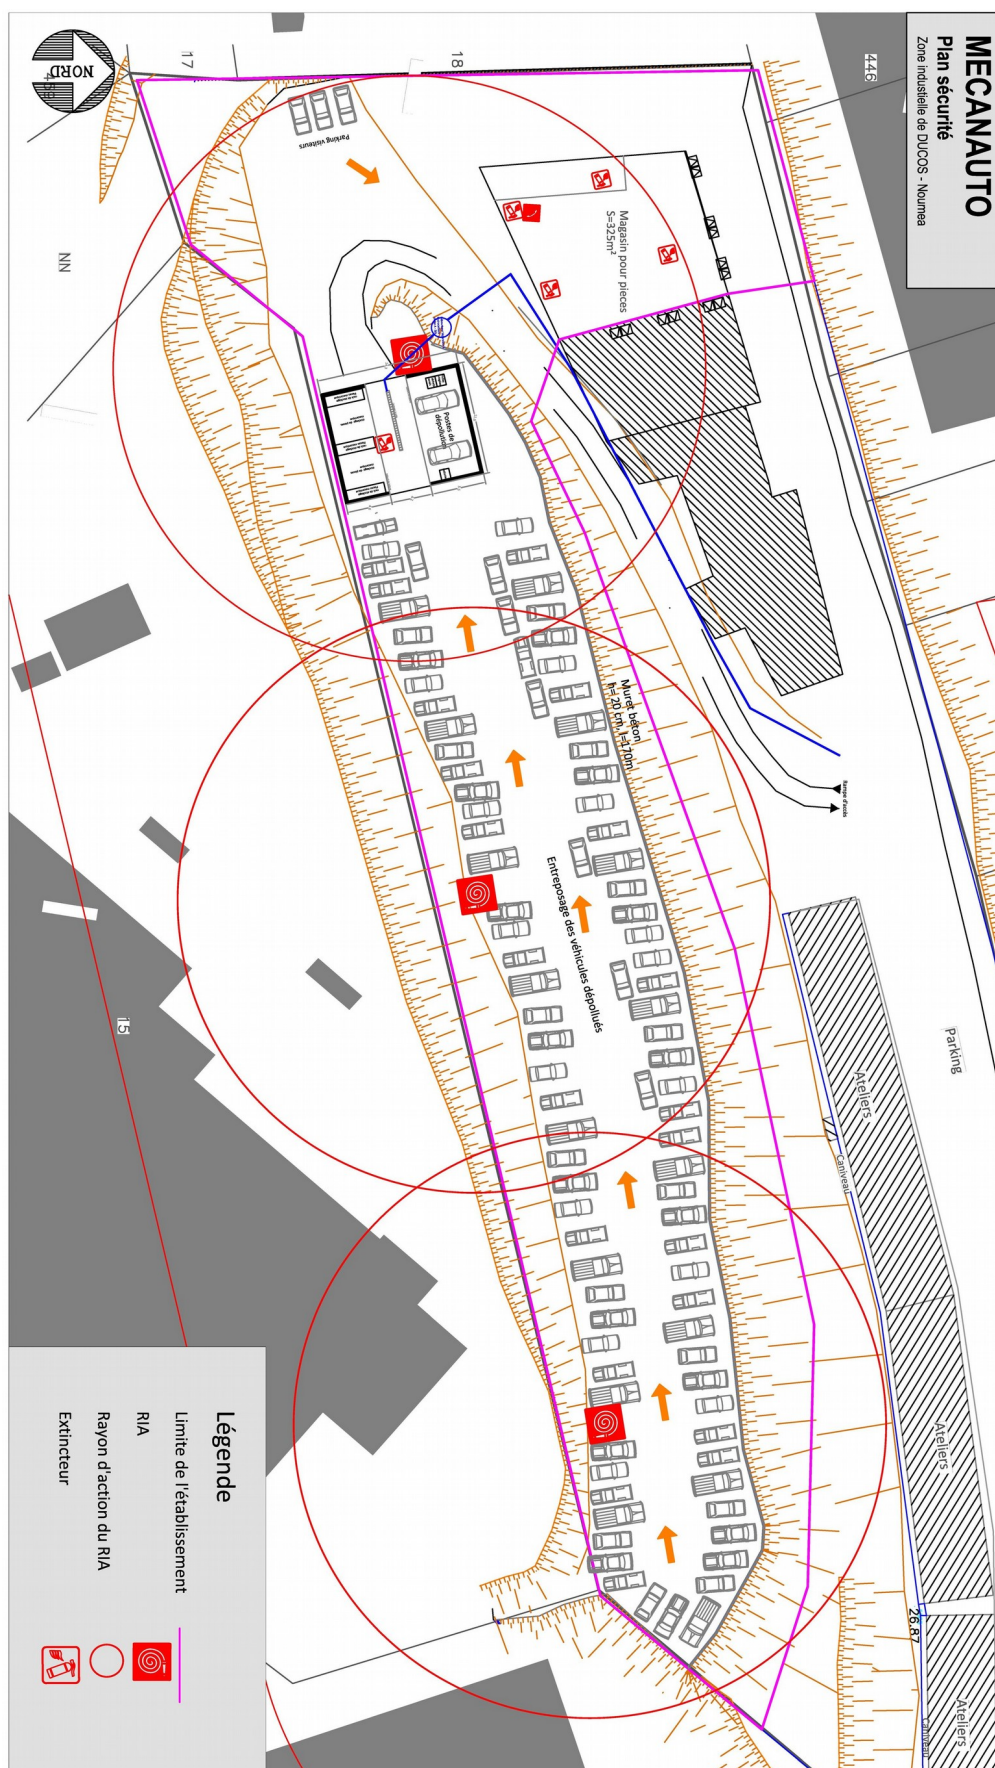 MECANAUTO
Plan sécurité
Zone industielle de DUCOS - Noumea
NORD
17
18
446
Parking visiteurs
Magasin pour pieces
S=325m²
NN
Postes de
dépollution
Muret béton
h= 20 cm, l=170m
Rampe d'accès
Entreposage des véhicules dépollués
15
Parking
Ateliers
Caniveau
Ateliers
26.87
Ateliers
Caniveau
Légende
Limite de l'établissement
RIA
Rayon d'action du RIA
Extincteur